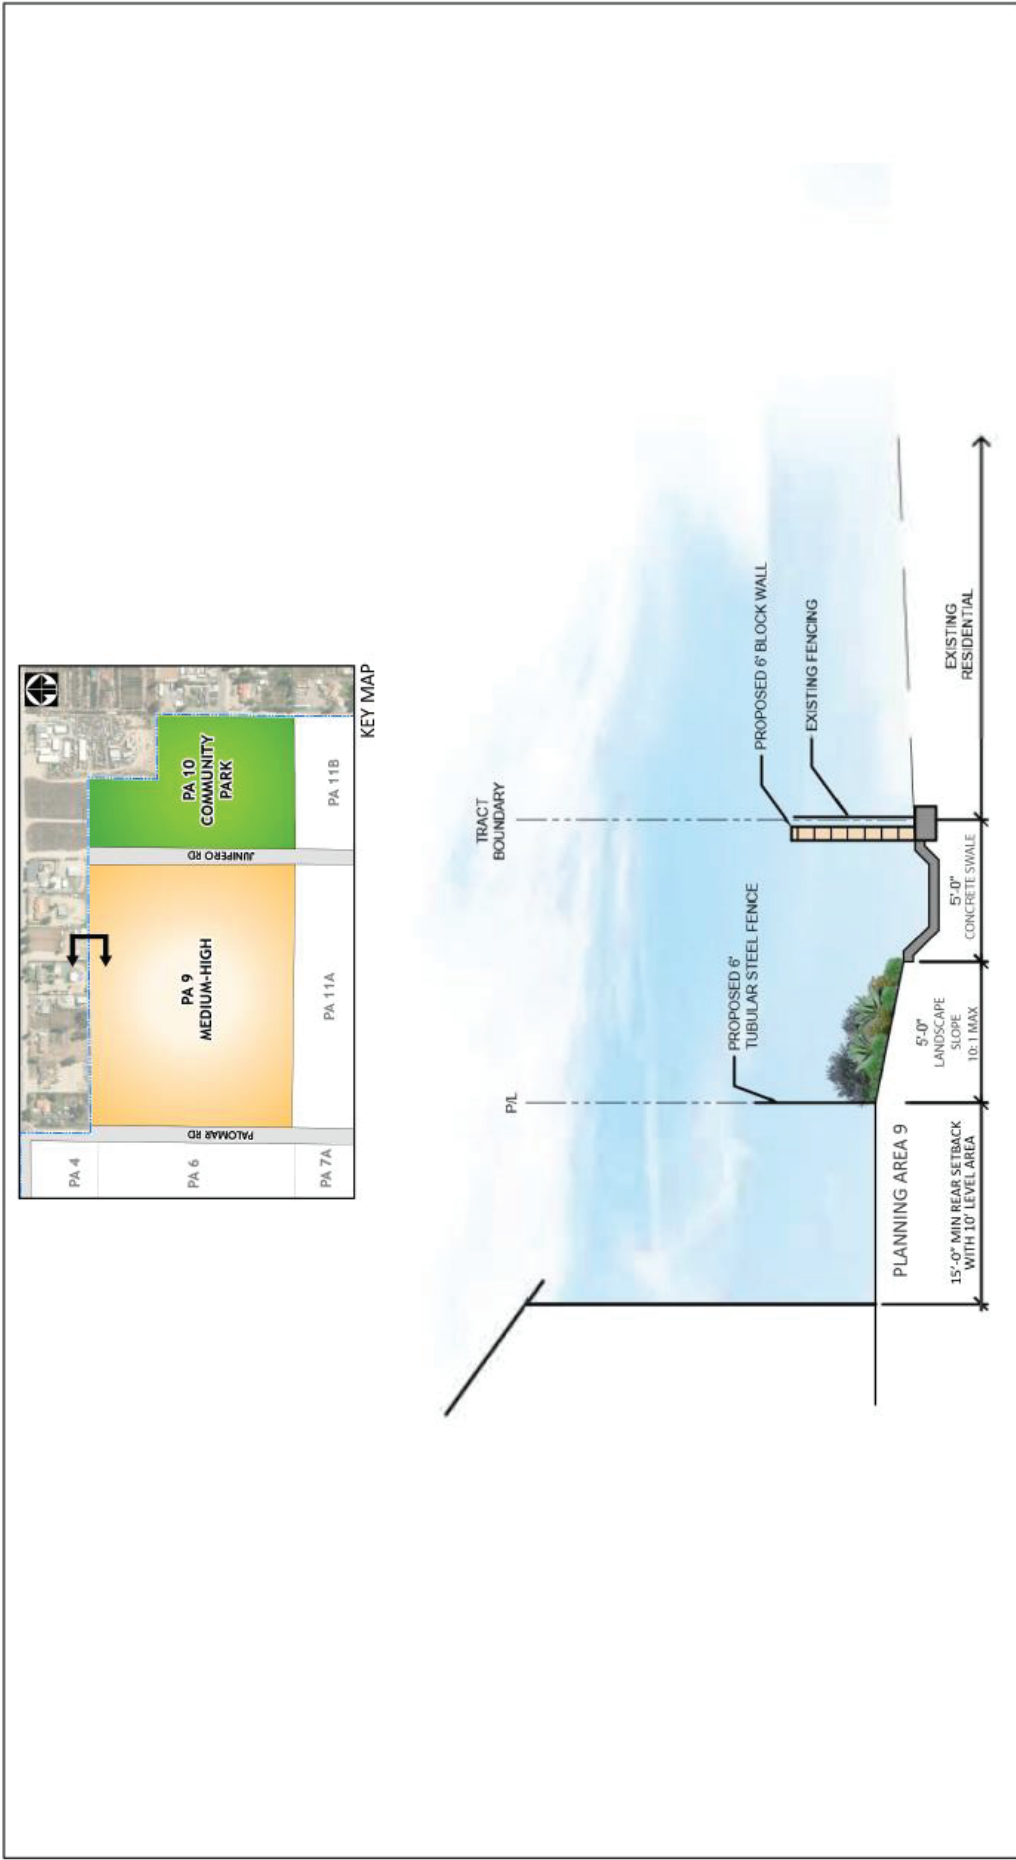 PA 4
PA 6
PA 7A
PALOMAR RD
PA 9
MEDIUM-HIGH
PA 11A
JUNIPERO RD
PA 10
COMMUNITY
PARK
PA 11B
KEY MAP
P/L
TRACT
BOUNDARY
PROPOSED 6'
TUBULAR STEEL FENCE
PROPOSED 6' BLOCK WALL
EXISTING FENCING
PLANNING AREA 9
15'-0" MIN REAR SETBACK
WITH 10' LEVEL AREA
5'-0"
LANDSCAPE
SLOPE
10: 1 MAX
5'-0"
CONCRETE SWALE
EXISTING
RESIDENTIAL